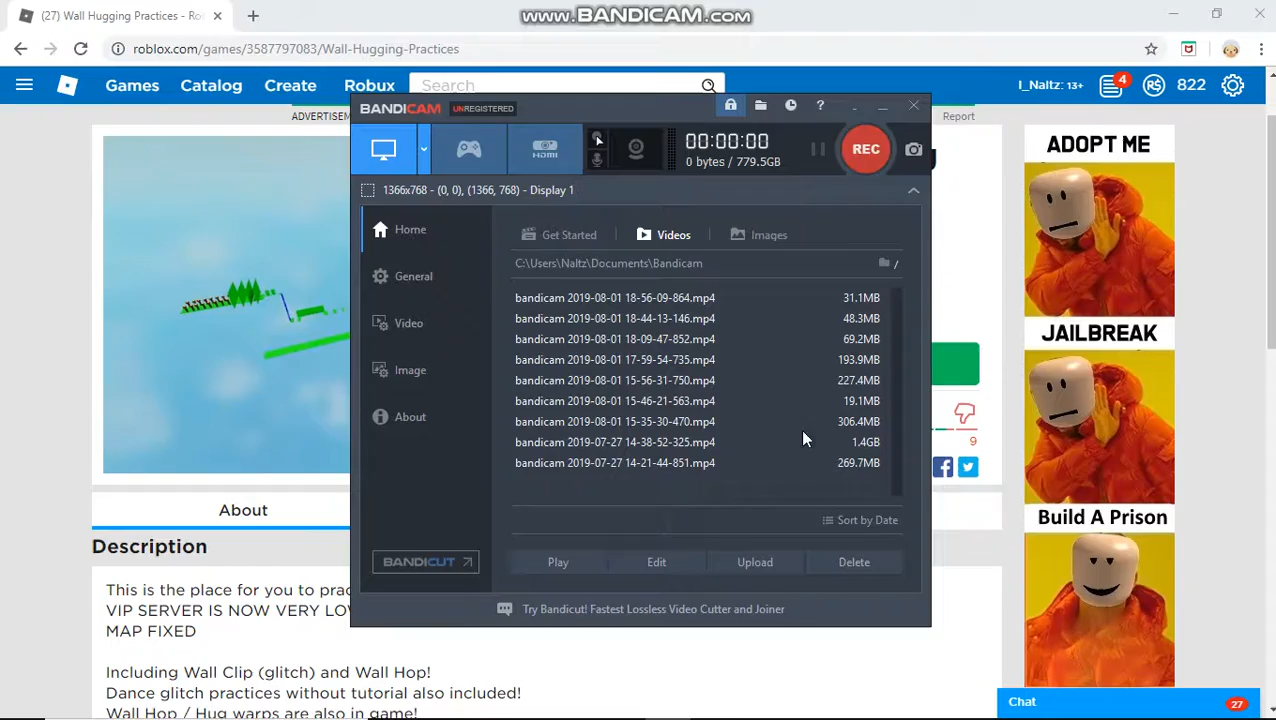 www.BANDICAM.com
(27) Wall Hugging Practices - Ro
roblox.com/games/3587797083/Wall-Hugging-Practices
Games
Catalog
Create
Robux
Search
I_Naltz: 13+
4
822
Report
BANDICAM
UNREGISTERED
?
HDMI
00:00:00
0 bytes / 779.5GB
REC
1366x768 - (0, 0), (1366, 768) - Display 1
Home
General
Video
Image
About
BANDICUT
Get Started
Videos
Images
C:\Users\Naltz\Documents\Bandicam
/
bandicam 2019-08-01 18-56-09-864.mp4 31.1MB
bandicam 2019-08-01 18-44-13-146.mp4 48.3MB
bandicam 2019-08-01 18-09-47-852.mp4 69.2MB
bandicam 2019-08-01 17-59-54-735.mp4 193.9MB
bandicam 2019-08-01 15-56-31-750.mp4 227.4MB
bandicam 2019-08-01 15-46-21-563.mp4 19.1MB
bandicam 2019-08-01 15-35-30-470.mp4 306.4MB
bandicam 2019-07-27 14-38-52-325.mp4 1.4GB
bandicam 2019-07-27 14-21-44-851.mp4 269.7MB
Sort by Date
Play
Edit
Upload
Delete
Try Bandicut! Fastest Lossless Video Cutter and Joiner
9
About
Description
This is the place for you to prac
VIP SERVER IS NOW VERY LO
MAP FIXED
Including Wall Clip (glitch) and Wall Hop!
Dance glitch practices without tutorial also included!
Wall Hop / Hug warps are also in game!
ADOPT ME
JAILBREAK
Build A Prison
Chat
27